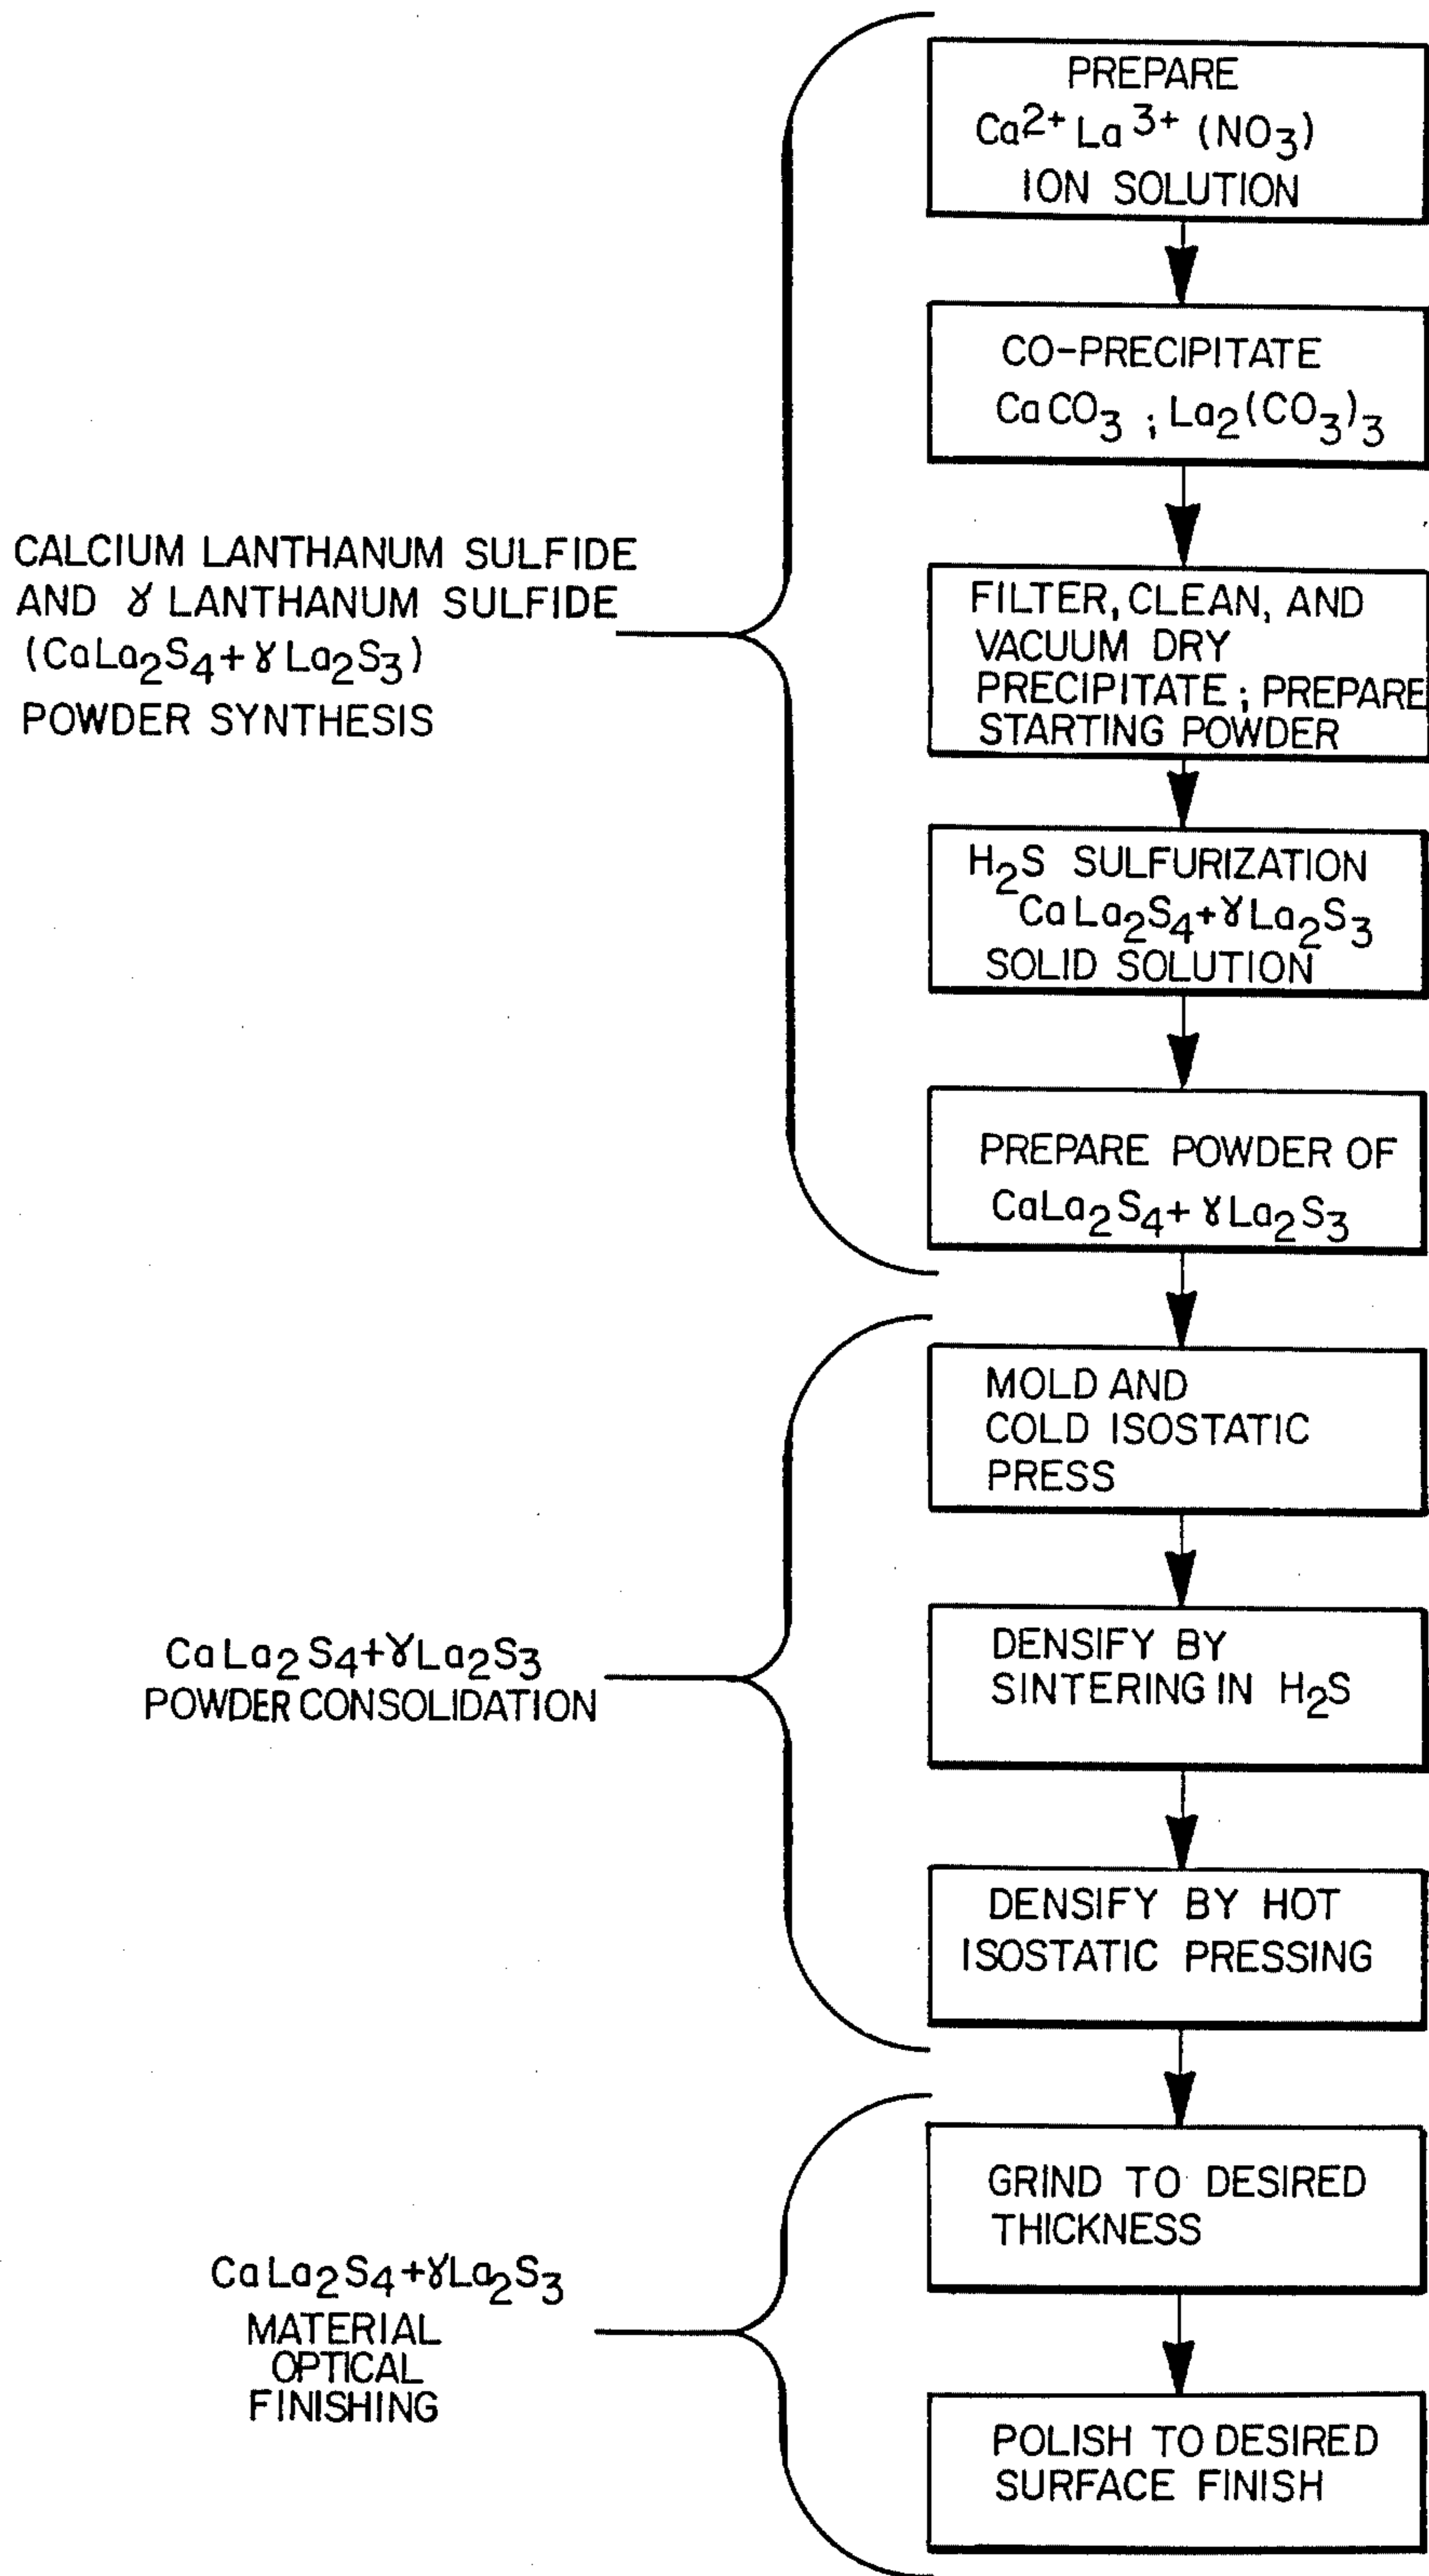 PREPARE
Ca²⁺ La³⁺ (NO₃)
ION SOLUTION
CO-PRECIPITATE
CaCO₃ ; La₂(CO₃)₃
CALCIUM LANTHANUM SULFIDE
AND γ LANTHANUM SULFIDE
(CaLa₂S₄+γLa₂S₃)
POWDER SYNTHESIS
FILTER, CLEAN, AND
VACUUM DRY
PRECIPITATE ; PREPARE
STARTING POWDER
H₂S SULFURIZATION
CaLa₂S₄+γLa₂S₃
SOLID SOLUTION
PREPARE POWDER OF
CaLa₂S₄+ γLa₂S₃
MOLD AND
COLD ISOSTATIC
PRESS
CaLa₂S₄+γLa₂S₃
POWDER CONSOLIDATION
DENSIFY BY
SINTERING IN H₂S
DENSIFY BY HOT
ISOSTATIC PRESSING
GRIND TO DESIRED
THICKNESS
CaLa₂S₄+γLa₂S₃
MATERIAL
OPTICAL
FINISHING
POLISH TO DESIRED
SURFACE FINISH